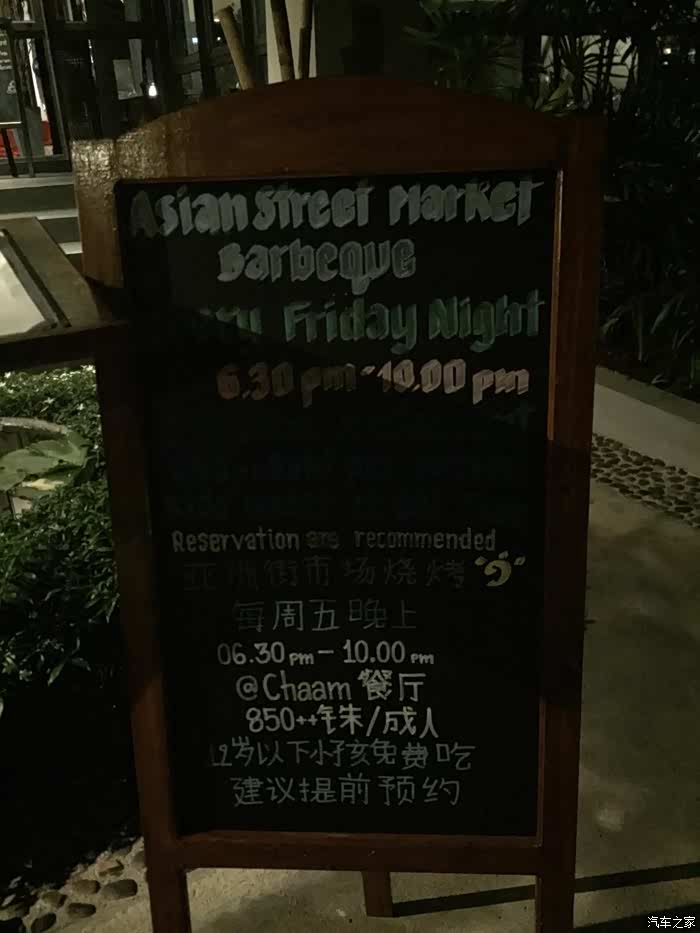 Asian Street Market
Barbeque
Friday Night
6.30 pm - 10.00 pm
Reservation are recommended
亚洲街市场烧烤
每周五晚上
06.30 pm - 10.00 pm
@Chaam 餐厅
850++铢/成人
12岁以下小孩免费吃
建议提前预约
汽车之家